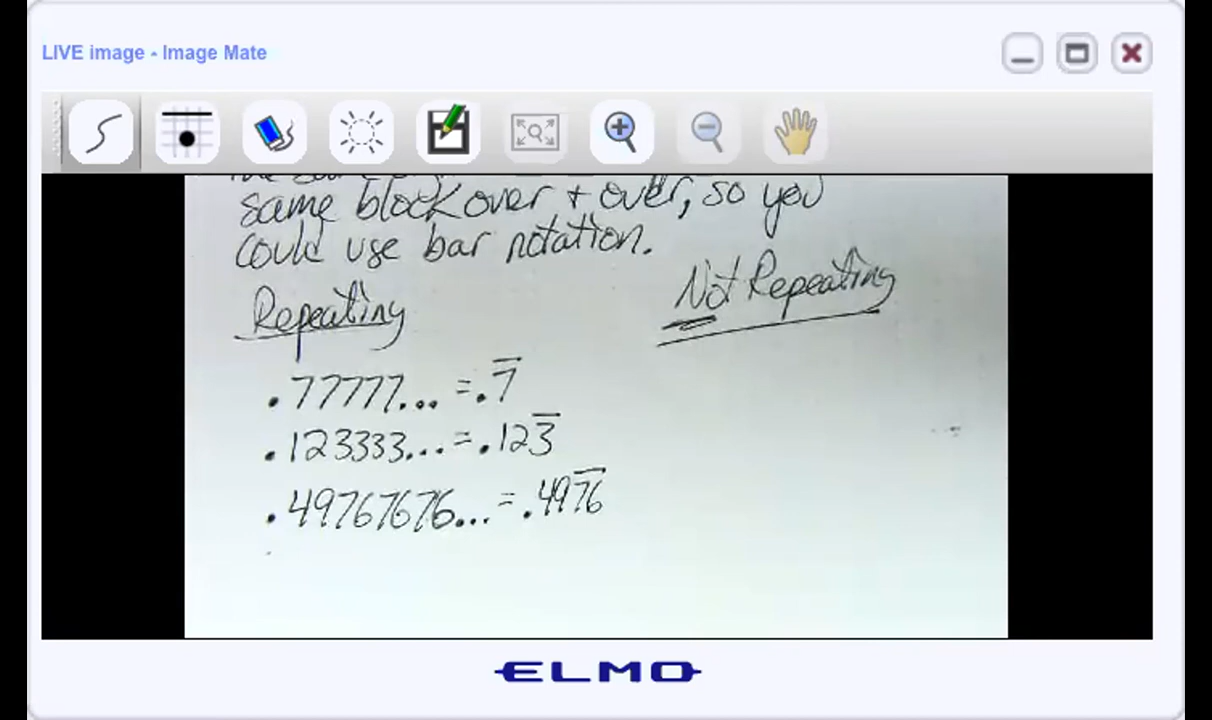 LIVE image - Image Mate
same block over + over, so you
could use bar notation.
Repeating
Not Repeating
.77777... = .7̅
.123333... = .123̅
.49767676... = .497̅6̅
ELMO